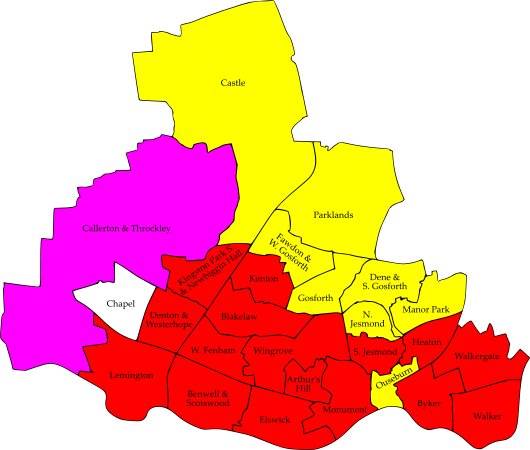 Castle
Parklands
Callerton & Throckley
Fawdon &
W. Gosforth
Kingston Park S.
& Newbiggin Hall
Kenton
Dene &
S. Gosforth
Chapel
Gosforth
Manor Park
N.
Jesmond
Denton &
Westerhope
Blakelaw
Heaton
W. Fenham
Wingrove
S. Jesmond
Walkergate
Lemington
Arthur's
Hill
Ouseburn
Benwell &
Scotswood
Elswick
Monument
Byker
Walker